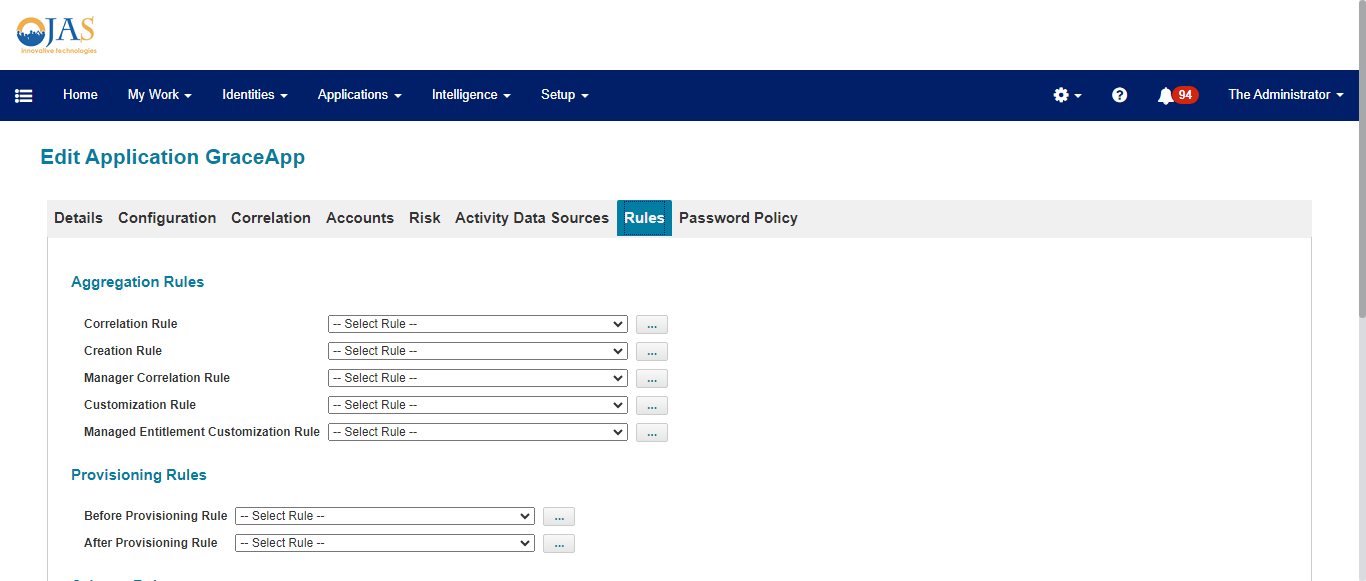 OJAS
innovative technologies
Home My Work Identities Applications Intelligence Setup 94 The Administrator
Edit Application GraceApp
Details Configuration Correlation Accounts Risk Activity Data Sources Rules Password Policy
Aggregation Rules
Correlation Rule -- Select Rule -- ...
Creation Rule -- Select Rule -- ...
Manager Correlation Rule -- Select Rule -- ...
Customization Rule -- Select Rule -- ...
Managed Entitlement Customization Rule -- Select Rule -- ...
Provisioning Rules
Before Provisioning Rule -- Select Rule -- ...
After Provisioning Rule -- Select Rule -- ...